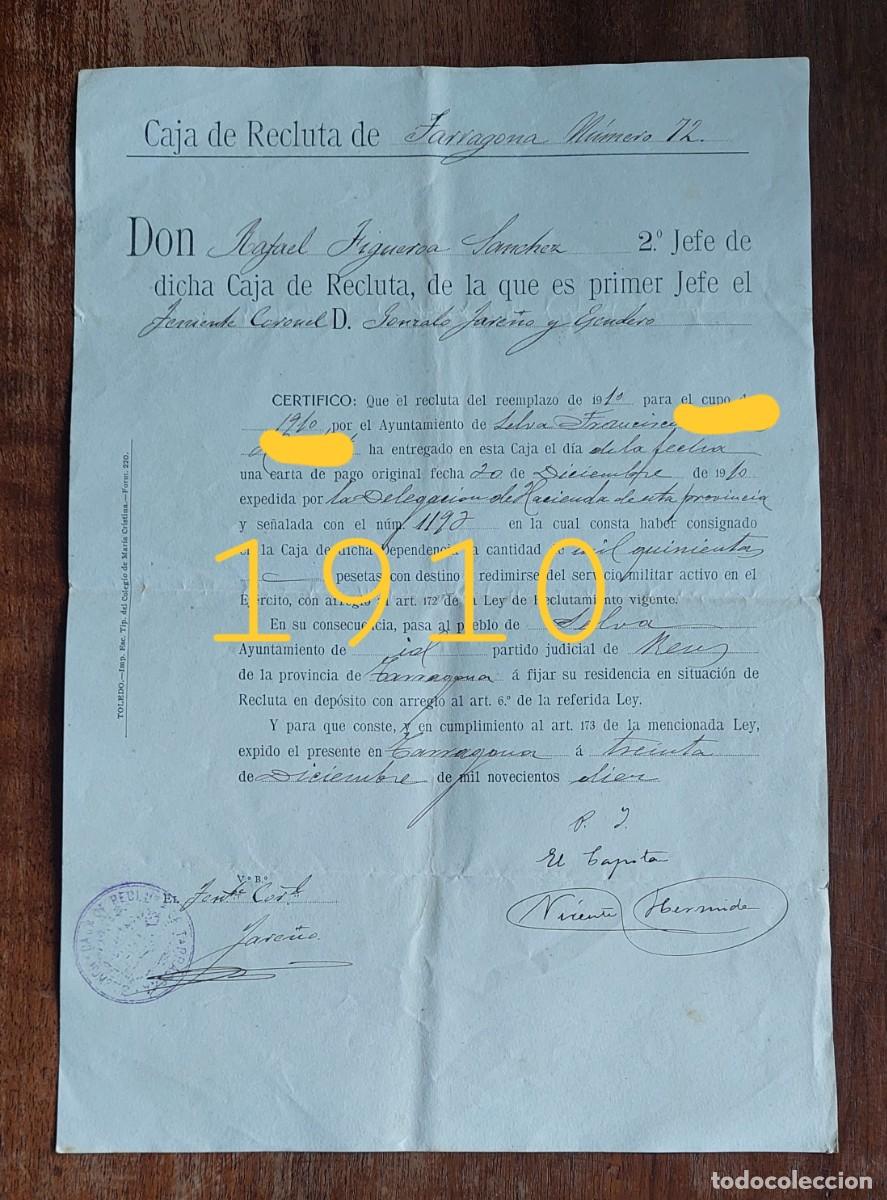 Caja de Recluta de Tarragona Número 72.
Don Rafael Figueroa Sanchez 2.º Jefe de
dicha Caja de Recluta, de la que es primer Jefe el
Teniente Coronel D. Gonzalo Jareño y Escudero
CERTIFICO: Que el recluta del reemplazo de 1910 para el cupo
1910 por el Ayuntamiento de Selva Francisco
ha entregado en esta Caja el día de la fecha
una carta de pago original fecha 20 de Diciembre de 1910
expedida por la Delegacion de Hacienda de esta provincia
y señalada con el núm. 1192 en la cual consta haber consignado
en la Caja de dicha Dependencia la cantidad de mil quinientas
pesetas con destino á redimirse del servicio militar activo en el
Ejército, con arreglo al art. 172 de la Ley de Reclutamiento vigente.
1910
En su consecuencia, pasa al pueblo de Selva
Ayuntamiento de id partido judicial de Reus
de la provincia de Tarragona á fijar su residencia en situación de
Recluta en depósito con arreglo al art. 6.º de la referida Ley.
Y para que conste, y en cumplimiento al art. 173 de la mencionada Ley,
expido el presente en Tarragona á treinta
de Diciembre de mil novecientos diez
P. I.
El Capitan
Vicente Hermida
V.º B.º
EL Tente Corl
Jareño
TOLEDO.—Imp. Esc. Tip. del Colegio de María Cristina.—Form. 220.
todocoleccion